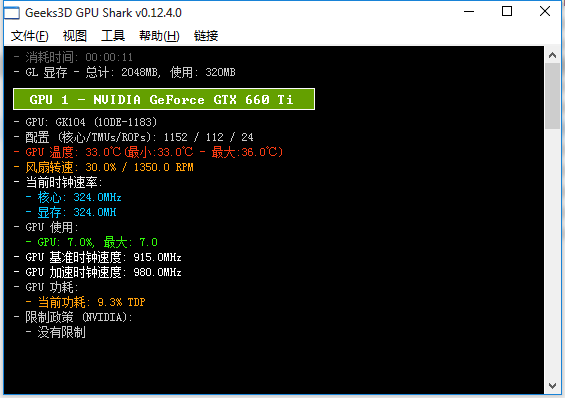 Geeks3D GPU Shark v0.12.4.0
文件(F) 视图 工具 帮助(H) 链接
- 消耗时间: 00:00:11
- GL 显存 - 总计: 2048MB, 使用: 320MB
GPU 1 - NVIDIA GeForce GTX 660 Ti
- GPU: GK104 (10DE-1183)
- 配置 (核心/TMUs/ROPs): 1152 / 112 / 24
- GPU 温度: 33.0℃(最小:33.0℃ - 最大:36.0℃)
- 风扇转速: 30.0% / 1350.0 RPM
- 当前时钟速率:
- 核心: 324.0MHz
- 显存: 324.0MH
- GPU 使用:
- GPU: 7.0%, 最大: 7.0
- GPU 基准时钟速度: 915.0MHz
- GPU 加速时钟速度: 980.0MHz
- GPU 功耗:
- 当前功耗: 9.3% TDP
- 限制政策 (NVIDIA):
- 没有限制